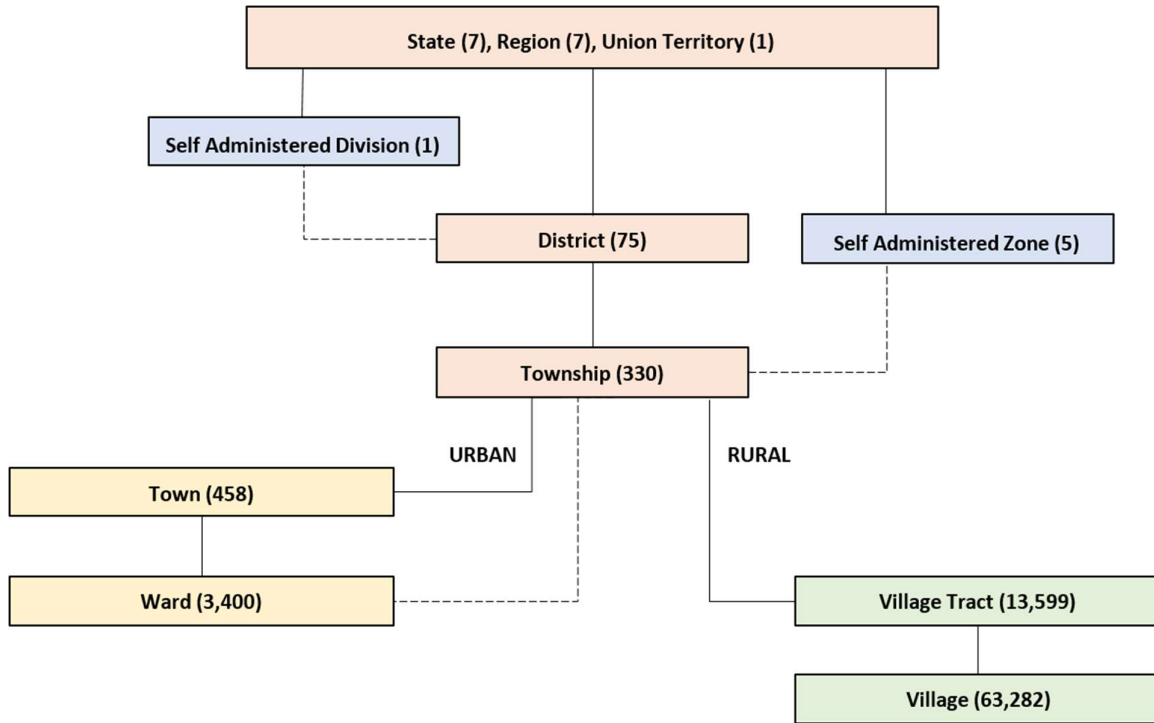 State (7), Region (7), Union Territory (1)
Self Administered Division (1)
District (75)
Self Administered Zone (5)
Township (330)
URBAN
RURAL
Town (458)
Ward (3,400)
Village Tract (13,599)
Village (63,282)